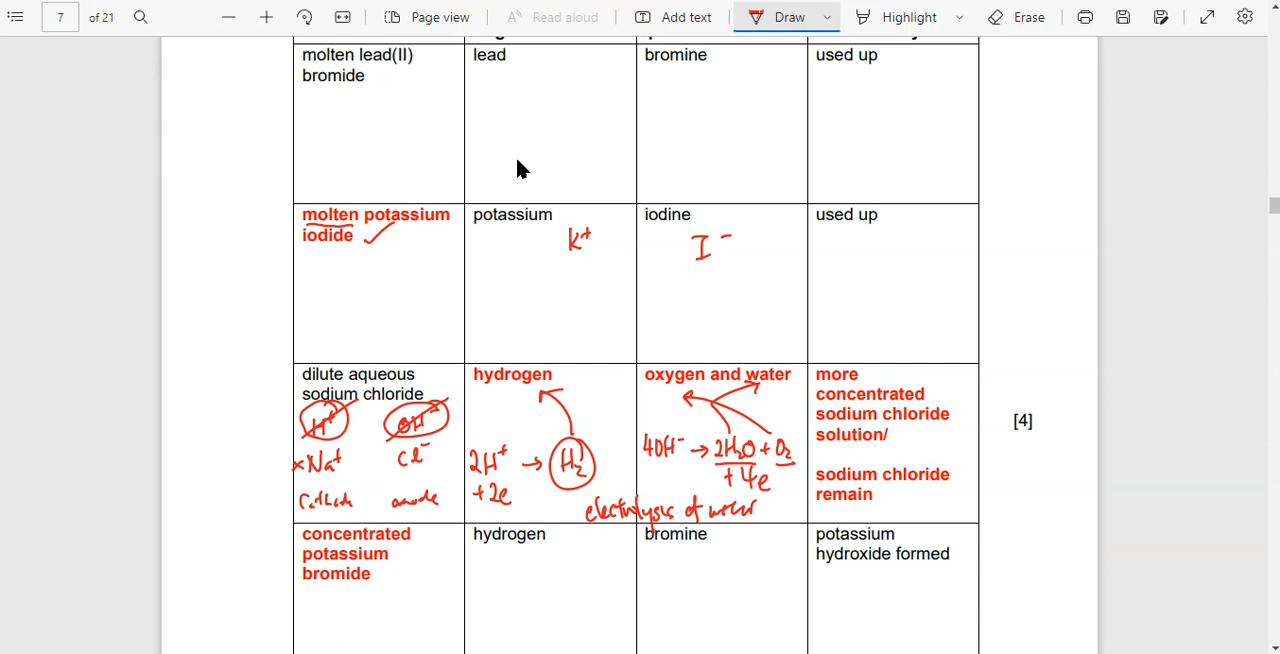 7 of 21 Page view Read aloud Add text Draw Highlight Erase
molten lead(II)
bromide
lead
bromine
used up
molten potassium
iodide
potassium
K+
iodine
I-
used up
dilute aqueous
sodium chloride
H+
OH-
×Na+
Cl-
Cathode
anode
hydrogen
2H+ → H2
+2e
oxygen and water
4OH- → 2H2O + O2
+ 4e
electrolysis of water
more
concentrated
sodium chloride
solution/
sodium chloride
remain
[4]
concentrated
potassium
bromide
hydrogen
bromine
potassium
hydroxide formed